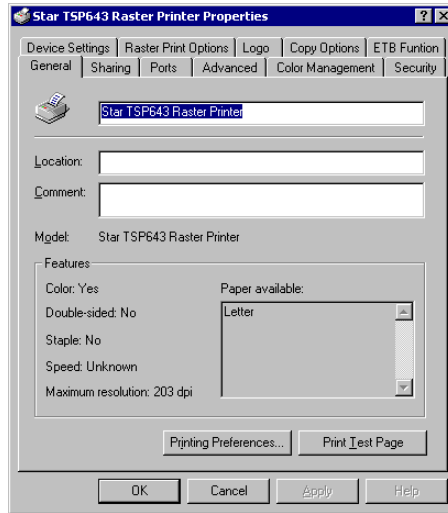 Star TSP643 Raster Printer Properties
Device Settings Raster Print Options Logo Copy Options ETB Funtion
General Sharing Ports Advanced Color Management Security
Star TSP643 Raster Printer
Location:
Comment:
Model: Star TSP643 Raster Printer
Features
Color: Yes Paper available:
Double-sided: No Letter
Staple: No
Speed: Unknown
Maximum resolution: 203 dpi
Printing Preferences... Print Test Page
OK Cancel Apply Help